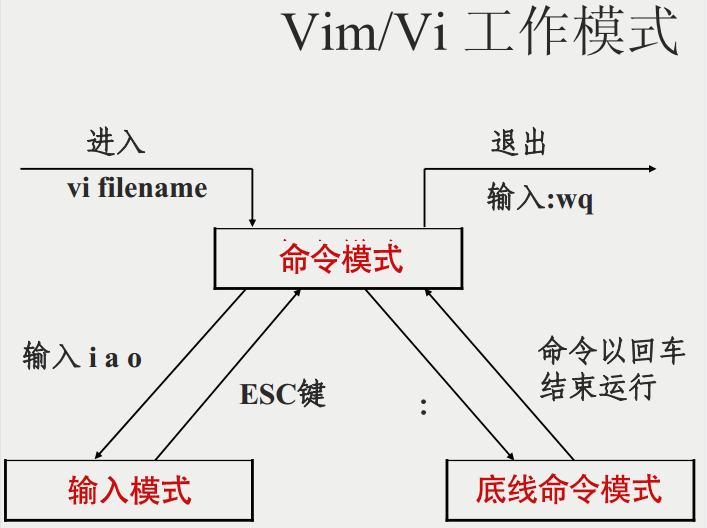 Vim/Vi 工作模式
进入
退出
vi filename
输入:wq
命令模式
输入 i a o
ESC键
:
命令以回车
结束运行
输入模式
底线命令模式